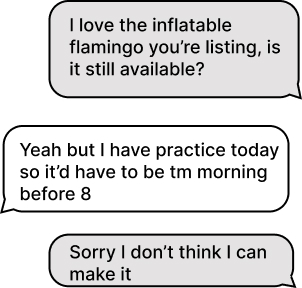 I love the inflatable
flamingo you’re listing, is
it still available?
Yeah but I have practice today
so it’d have to be tm morning
before 8
Sorry I don’t think I can
make it